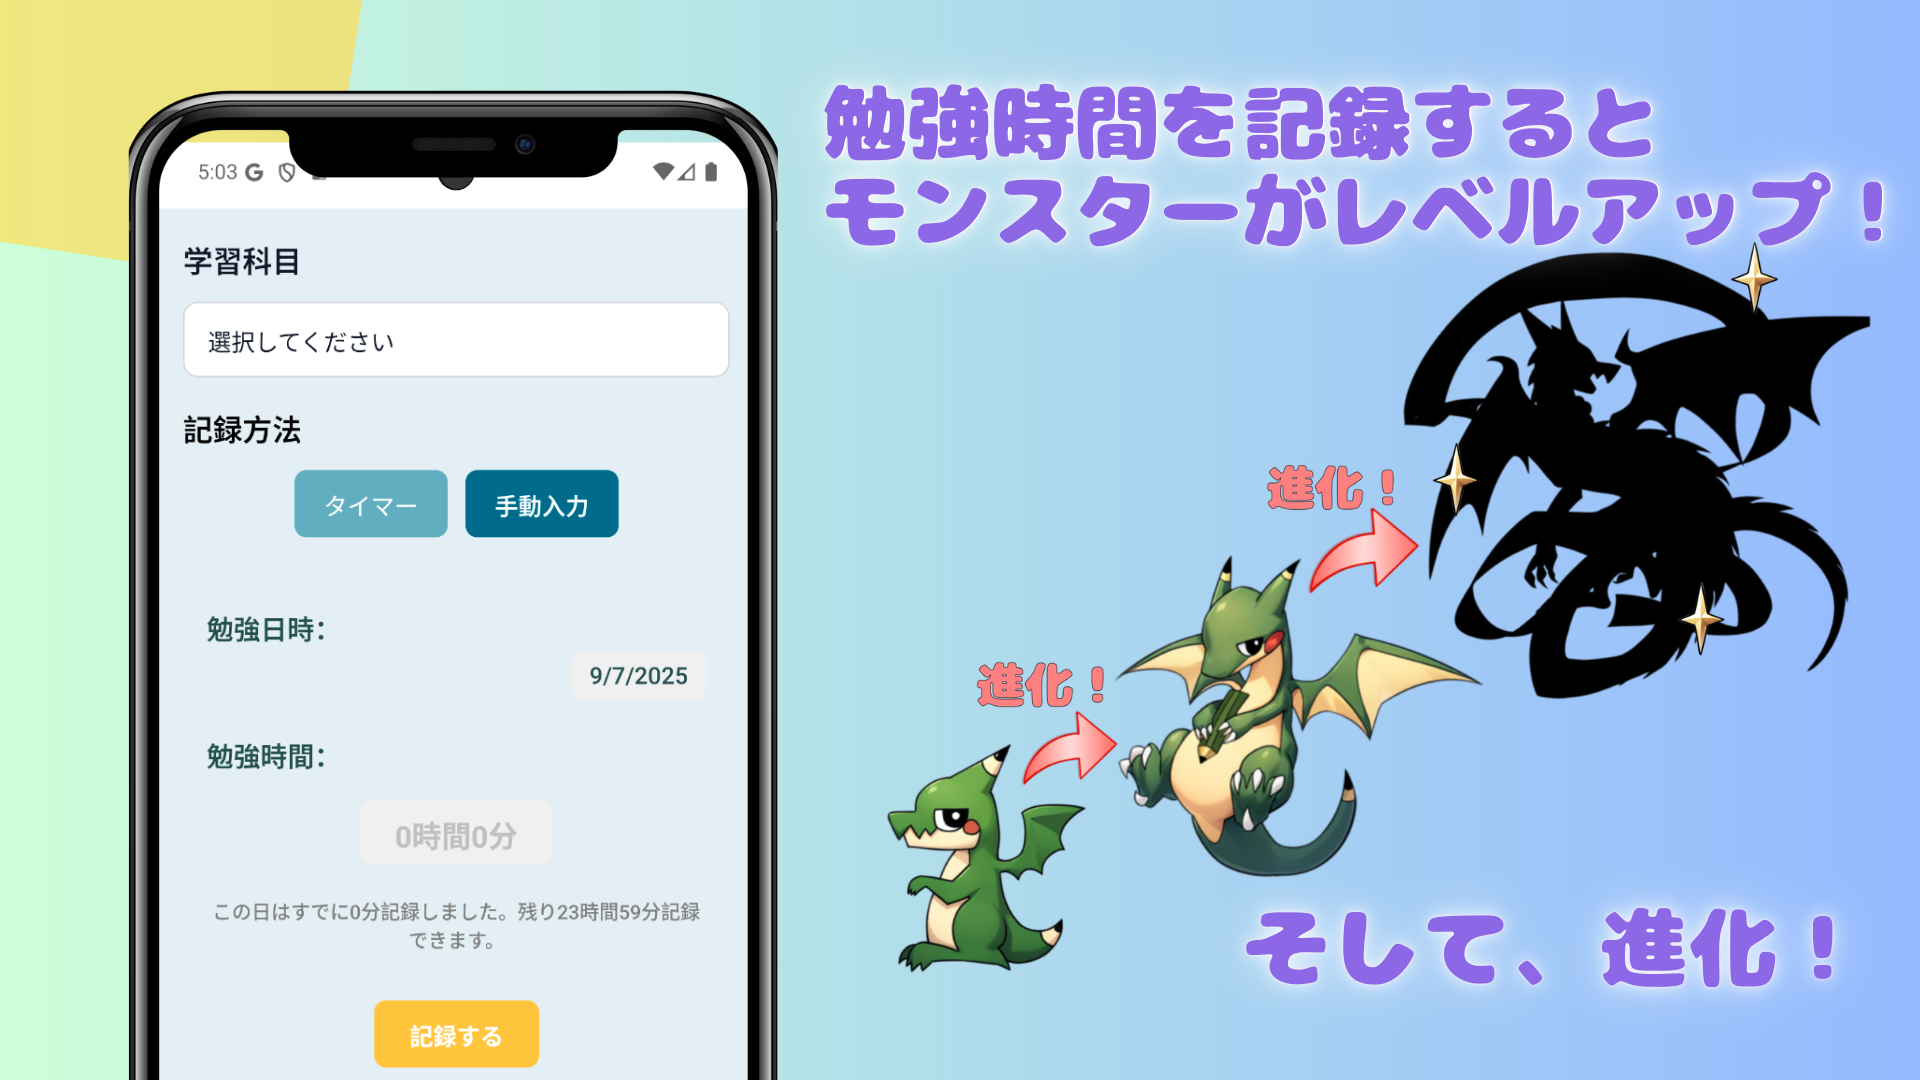 勉強時間を記録すると
モンスターがレベルアップ！
5:03
学習科目
選択してください
記録方法
タイマー 手動入力
勉強日時：
9/7/2025
勉強時間：
0時間0分
この日はすでに0分記録しました。残り23時間59分記録
できます。
記録する
進化！
進化！
そして、進化！